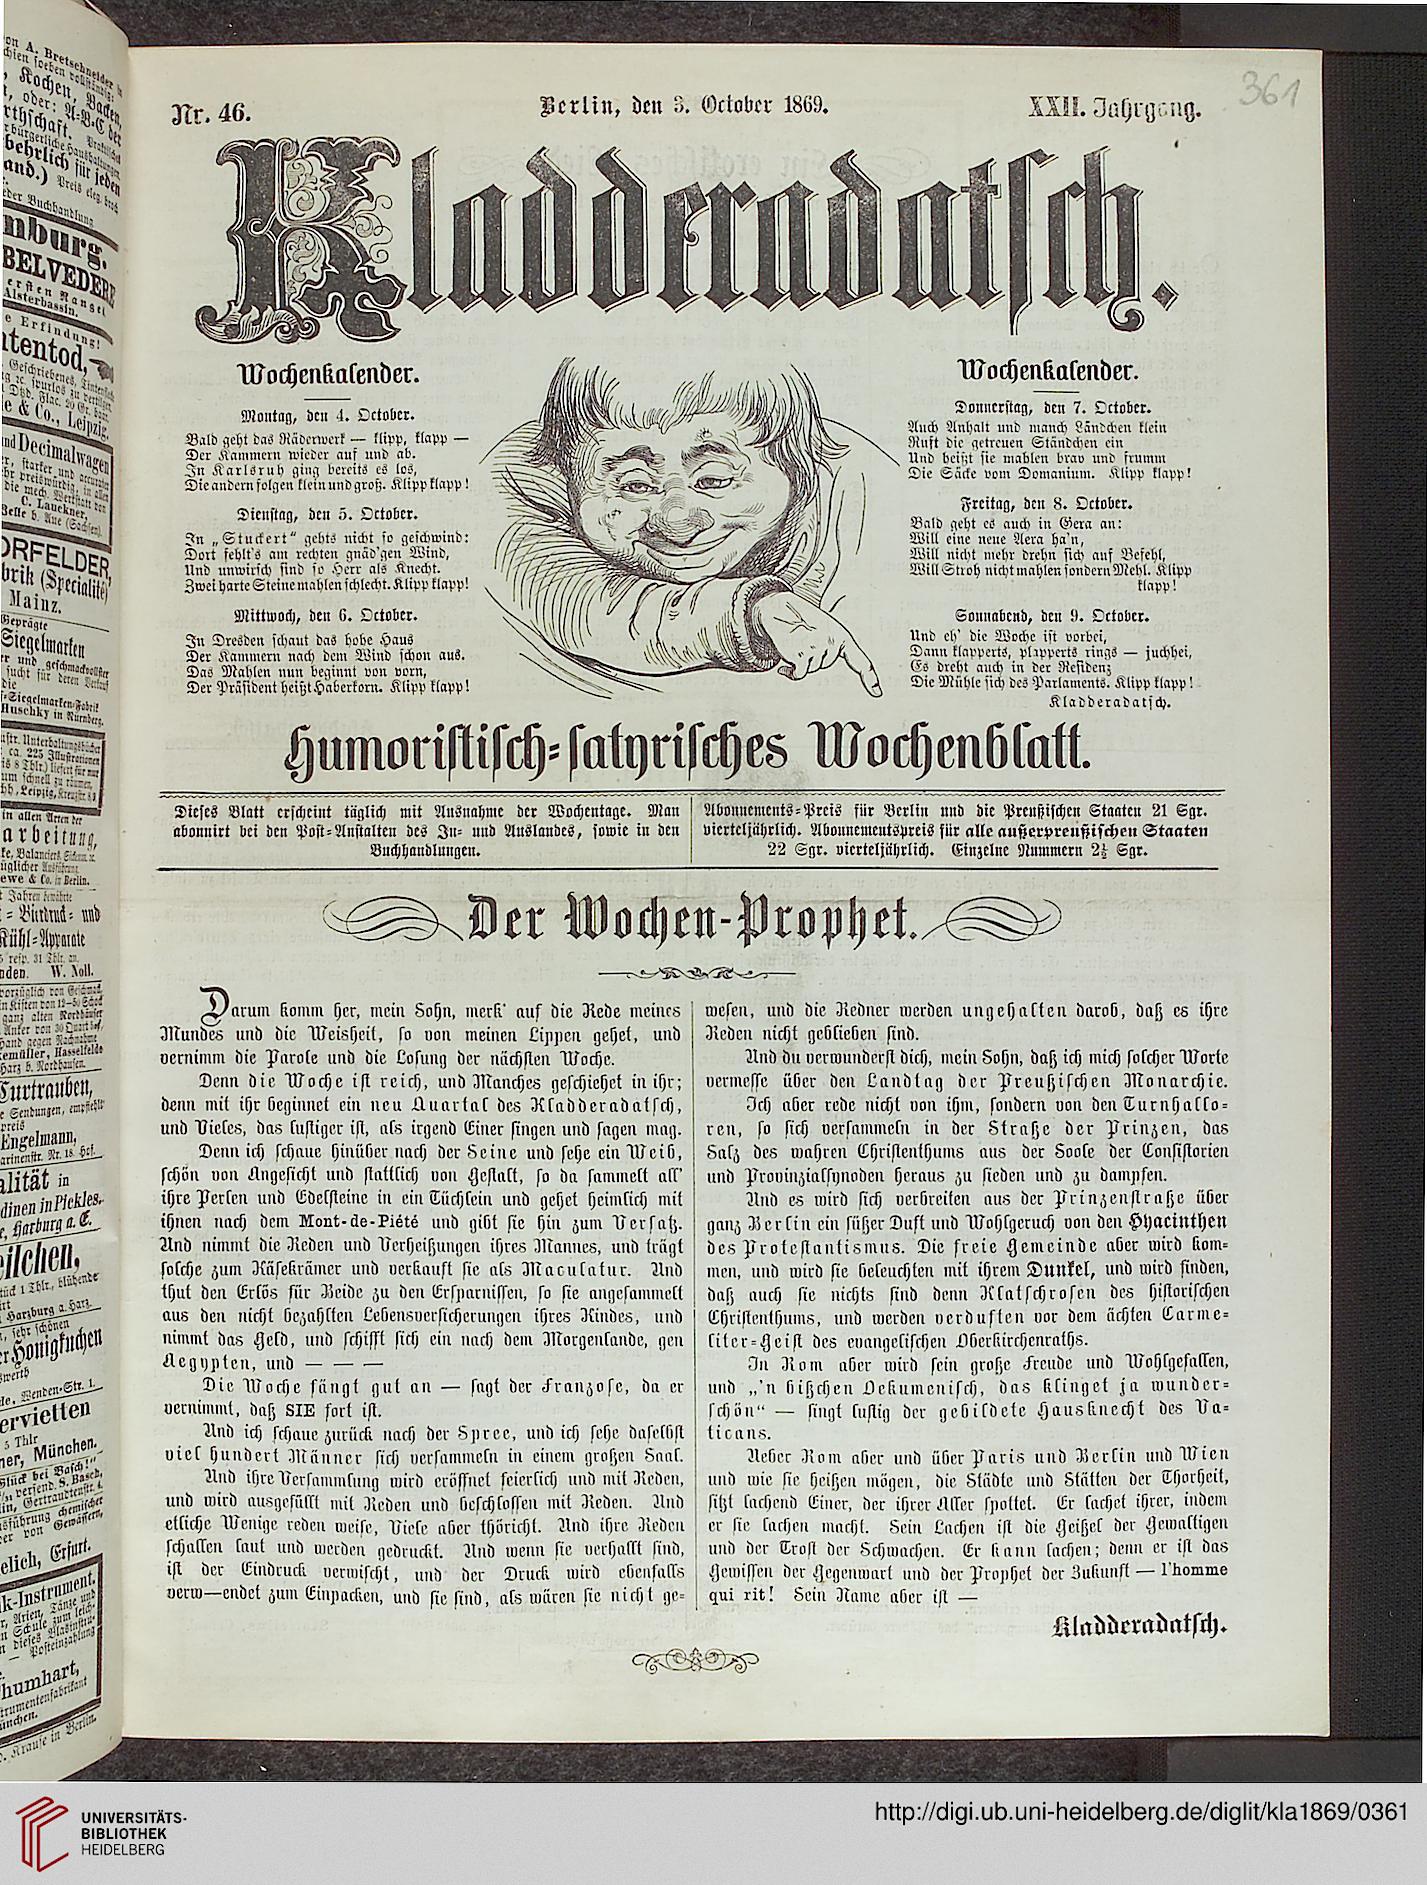 361
Nr. 46.
Berlin, den 3. October 1869.
XXII. Jahrgang.
Kladderadatsch.
Wochenkalender.
Montag, den 4. October.
Bald geht das Räderwerk — klipp, klapp —
Der Kammern wieder auf und ab.
In Karlsruh ging bereits es los,
Die andern folgen klein und groß. Klipp klapp!
Dienstag, den 5. October.
In „Stuckert" gehts nicht so geschwind:
Dort fehlt's am rechten gnäd'gen Wind,
Und unwirsch sind so Herr als Knecht.
Zwei harte Steine mahlen schlecht. Klipp klapp!
Mittwoch, den 6. October.
In Dresden schaut das hohe Haus
Der Kammern nach dem Wind schon aus.
Das Mahlen nun beginnt von vorn,
Der Präsident heißt Haberkorn. Klipp klapp!
Wochenkalender.
Donnerstag, den 7. October.
Auch Anhalt und manch Ländchen klein
Ruft die getreuen Ständchen ein
Und heißt sie mahlen brav und frumm
Die Säcke vom Domanium. Klipp klapp!
Freitag, den 8. October.
Bald geht es auch in Gera an:
Will eine neue Aera ha'n,
Will nicht mehr drehn sich auf Befehl,
Will Stroh nicht mahlen sondern Mehl. Klipp
klapp!
Sonnabend, den 9. October.
Und eh' die Woche ist vorbei,
Dann klapperts, plapperts rings — juchhei,
Es dreht auch in der Residenz
Die Mühle sich des Parlaments. Klipp klapp!
Kladderadatsch.
Humoristisch-satyrisches Wochenblatt.
Dieses Blatt erscheint täglich mit Ausnahme der Wochentage. Man
abonnirt bei den Post-Anstalten des In- und Auslandes, sowie in den
Buchhandlungen.
Abonnements-Preis für Berlin und die Preußischen Staaten 21 Sgr.
vierteljährlich. Abonnementspreis für alle außerpreußischen Staaten
22 Sgr. vierteljährlich. Einzelne Nummern 2½ Sgr.
Der Wochen-Prophet.
Darum komm her, mein Sohn, merk' auf die Rede meines
Mundes und die Weisheit, so von meinen Lippen gehet, und
vernimm die Parole und die Losung der nächsten Woche.
Denn die Woche ist reich, und Manches geschiehet in ihr;
denn mit ihr beginnet ein neu Quartal des Kladderadatsch,
und Vieles, das lustiger ist, als irgend Einer singen und sagen mag.
Denn ich schaue hinüber nach der Seine und sehe ein Weib,
schön von Angesicht und stattlich von Gestalt, so da sammelt all'
ihre Perlen und Edelsteine in ein Tüchlein und gehet heimlich mit
ihnen nach dem Mont-de-Piété und gibt sie hin zum Versatz.
Und nimmt die Reden und Verheißungen ihres Mannes, und trägt
solche zum Käsekrämer und verkauft sie als Maculatur. Und
thut den Erlös für Beide zu den Ersparnissen, so sie angesammelt
aus den nicht bezahlten Lebensversicherungen ihres Kindes, und
nimmt das Geld, und schifft sich ein nach dem Morgenlande, gen
Aegypten, und — — —
Die Woche fängt gut an — sagt der Franzose, da er
vernimmt, daß SIE fort ist.
Und ich schaue zurück nach der Spree, und ich sehe daselbst
viel hundert Männer sich versammeln in einem großen Saal.
Und ihre Versammlung wird eröffnet feierlich und mit Reden,
und wird ausgefüllt mit Reden und beschlossen mit Reden. Und
etliche Wenige reden weise, Viele aber thöricht. Und ihre Reden
schallen laut und werden gedruckt. Und wenn sie verhallt sind,
ist der Eindruck verwischt, und der Druck wird ebenfalls
verw—endet zum Einpacken, und sie sind, als wären sie nicht ge-
wesen, und die Redner werden ungehalten darob, daß es ihre
Reden nicht geblieben sind.
Und du verwunderst dich, mein Sohn, daß ich mich solcher Worte
vermesse über den Landtag der Preußischen Monarchie.
Ich aber rede nicht von ihm, sondern von den Turnhallo-
ren, so sich versammeln in der Straße der Prinzen, das
Salz des wahren Christenthums aus der Soole der Consistorien
und Provinzialsynoden heraus zu sieden und zu dampfen.
Und es wird sich verbreiten aus der Prinzenstraße über
ganz Berlin ein süßer Duft und Wohlgeruch von den Hyacinthen
des Protestantismus. Die freie Gemeinde aber wird kom-
men, und wird sie beleuchten mit ihrem Dunkel, und wird finden,
daß auch sie nichts sind denn Klatschrosen des historischen
Christenthums, und werden verduften vor dem ächten Carme-
liter-Geist des evangelischen Oberkirchenraths.
In Rom aber wird sein große Freude und Wohlgefallen,
und „'n bißchen Oekumenisch, das klinget ja wunder-
schön" — singt lustig der gebildete Hausknecht des Va-
ticans.
Ueber Rom aber und über Paris und Berlin und Wien
und wie sie heißen mögen, die Städte und Stätten der Thorheit,
sitzt lachend Einer, der ihrer Aller spottet. Er lachet ihrer, indem
er sie lachen macht. Sein Lachen ist die Geißel der Gewaltigen
und der Trost der Schwachen. Er kann lachen; denn er ist das
Gewissen der Gegenwart und der Prophet der Zukunft — l'homme
qui rit! Sein Name aber ist —
Kladderadatsch.
UNIVERSITÄTS-
BIBLIOTHEK
HEIDELBERG
http://digi.ub.uni-heidelberg.de/diglit/kla1869/0361